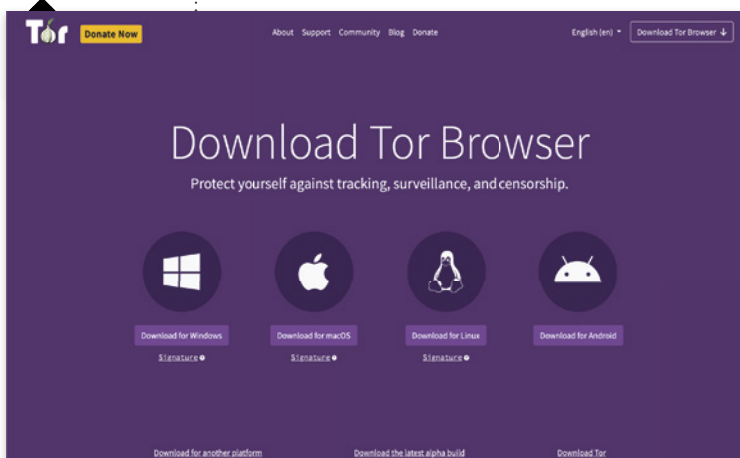 Tor Donate Now About Support Community Blog Donate English (en) Download Tor Browser ↓
Download Tor Browser
Protect yourself against tracking, surveillance, and censorship.
Download for Windows Download for macOS Download for Linux Download for Android
Signature Signature Signature
Download for another platform Download the latest alpha build Download Tor